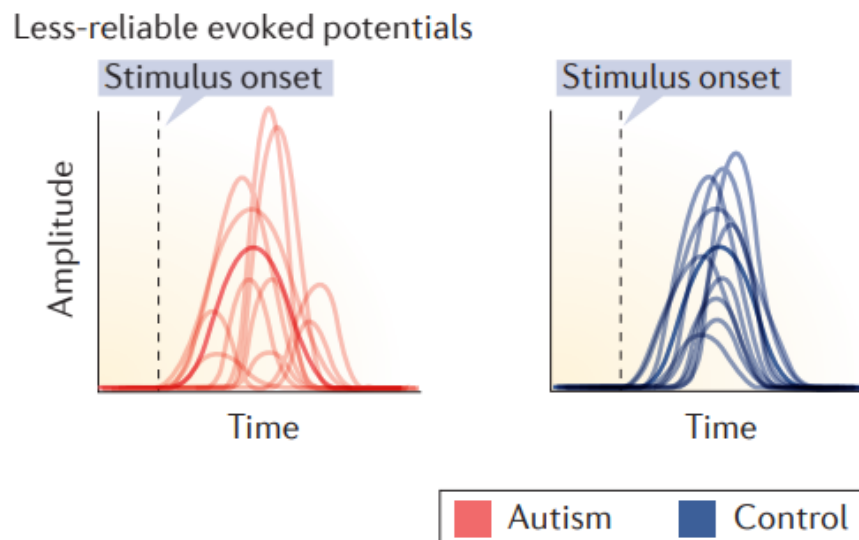 Less-reliable evoked potentials
Stimulus onset
Stimulus onset
Amplitude
Time
Time
Autism
Control